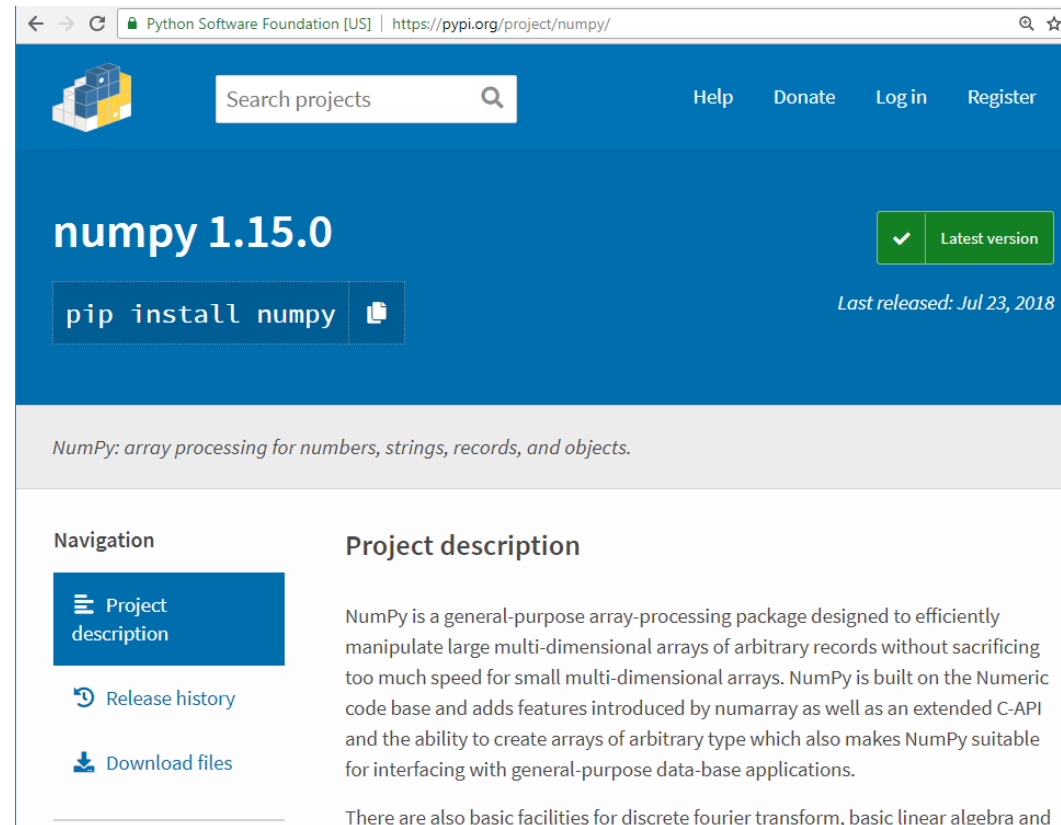 Python Software Foundation [US] | https://pypi.org/project/numpy/
Search projects
Help Donate Log in Register
numpy 1.15.0
Latest version
pip install numpy
Last released: Jul 23, 2018
NumPy: array processing for numbers, strings, records, and objects.
Navigation
Project
description
Release history
Download files
Project description
NumPy is a general-purpose array-processing package designed to efficiently
manipulate large multi-dimensional arrays of arbitrary records without sacrificing
too much speed for small multi-dimensional arrays. NumPy is built on the Numeric
code base and adds features introduced by numarray as well as an extended C-API
and the ability to create arrays of arbitrary type which also makes NumPy suitable
for interfacing with general-purpose data-base applications.
There are also basic facilities for discrete fourier transform, basic linear algebra and